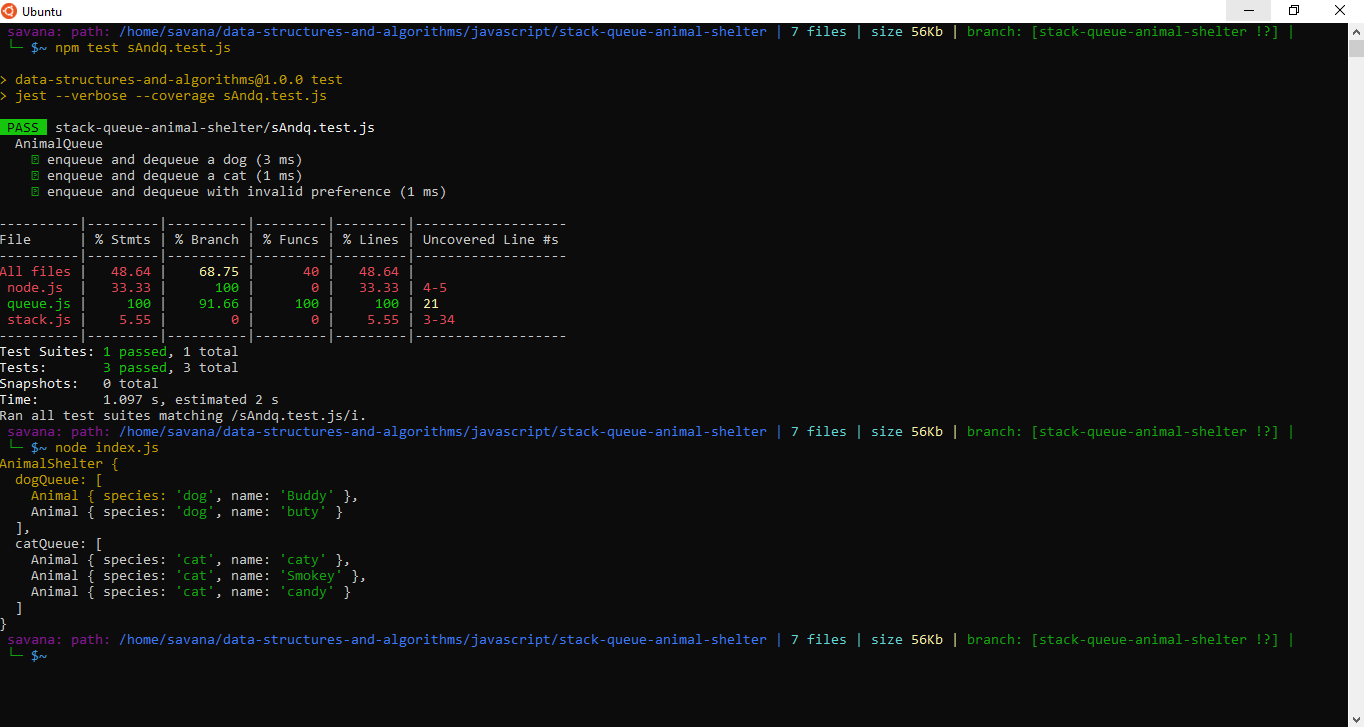 Ubuntu
savana: path: /home/savana/data-structures-and-algorithms/javascript/stack-queue-animal-shelter | 7 files | size 56Kb | branch: [stack-queue-animal-shelter !?] |
└─ $~ npm test sAndq.test.js
> data-structures-and-algorithms@1.0.0 test
> jest --verbose --coverage sAndq.test.js
PASS stack-queue-animal-shelter/sAndq.test.js
AnimalQueue
enqueue and dequeue a dog (3 ms)
enqueue and dequeue a cat (1 ms)
enqueue and dequeue with invalid preference (1 ms)
----------|---------|----------|---------|---------|-------------------
File      | % Stmts | % Branch | % Funcs | % Lines | Uncovered Line #s
----------|---------|----------|---------|---------|-------------------
All files |   48.64 |    68.75 |      40 |   48.64 |
 node.js  |   33.33 |      100 |       0 |   33.33 | 4-5
 queue.js |     100 |    91.66 |     100 |     100 | 21
 stack.js |    5.55 |        0 |       0 |    5.55 | 3-34
----------|---------|----------|---------|---------|-------------------
Test Suites: 1 passed, 1 total
Tests:       3 passed, 3 total
Snapshots:   0 total
Time:        1.097 s, estimated 2 s
Ran all test suites matching /sAndq.test.js/i.
savana: path: /home/savana/data-structures-and-algorithms/javascript/stack-queue-animal-shelter | 7 files | size 56Kb | branch: [stack-queue-animal-shelter !?] |
└─ $~ node index.js
AnimalShelter {
  dogQueue: [
    Animal { species: 'dog', name: 'Buddy' },
    Animal { species: 'dog', name: 'buty' }
  ],
  catQueue: [
    Animal { species: 'cat', name: 'caty' },
    Animal { species: 'cat', name: 'Smokey' },
    Animal { species: 'cat', name: 'candy' }
  ]
}
savana: path: /home/savana/data-structures-and-algorithms/javascript/stack-queue-animal-shelter | 7 files | size 56Kb | branch: [stack-queue-animal-shelter !?] |
└─ $~